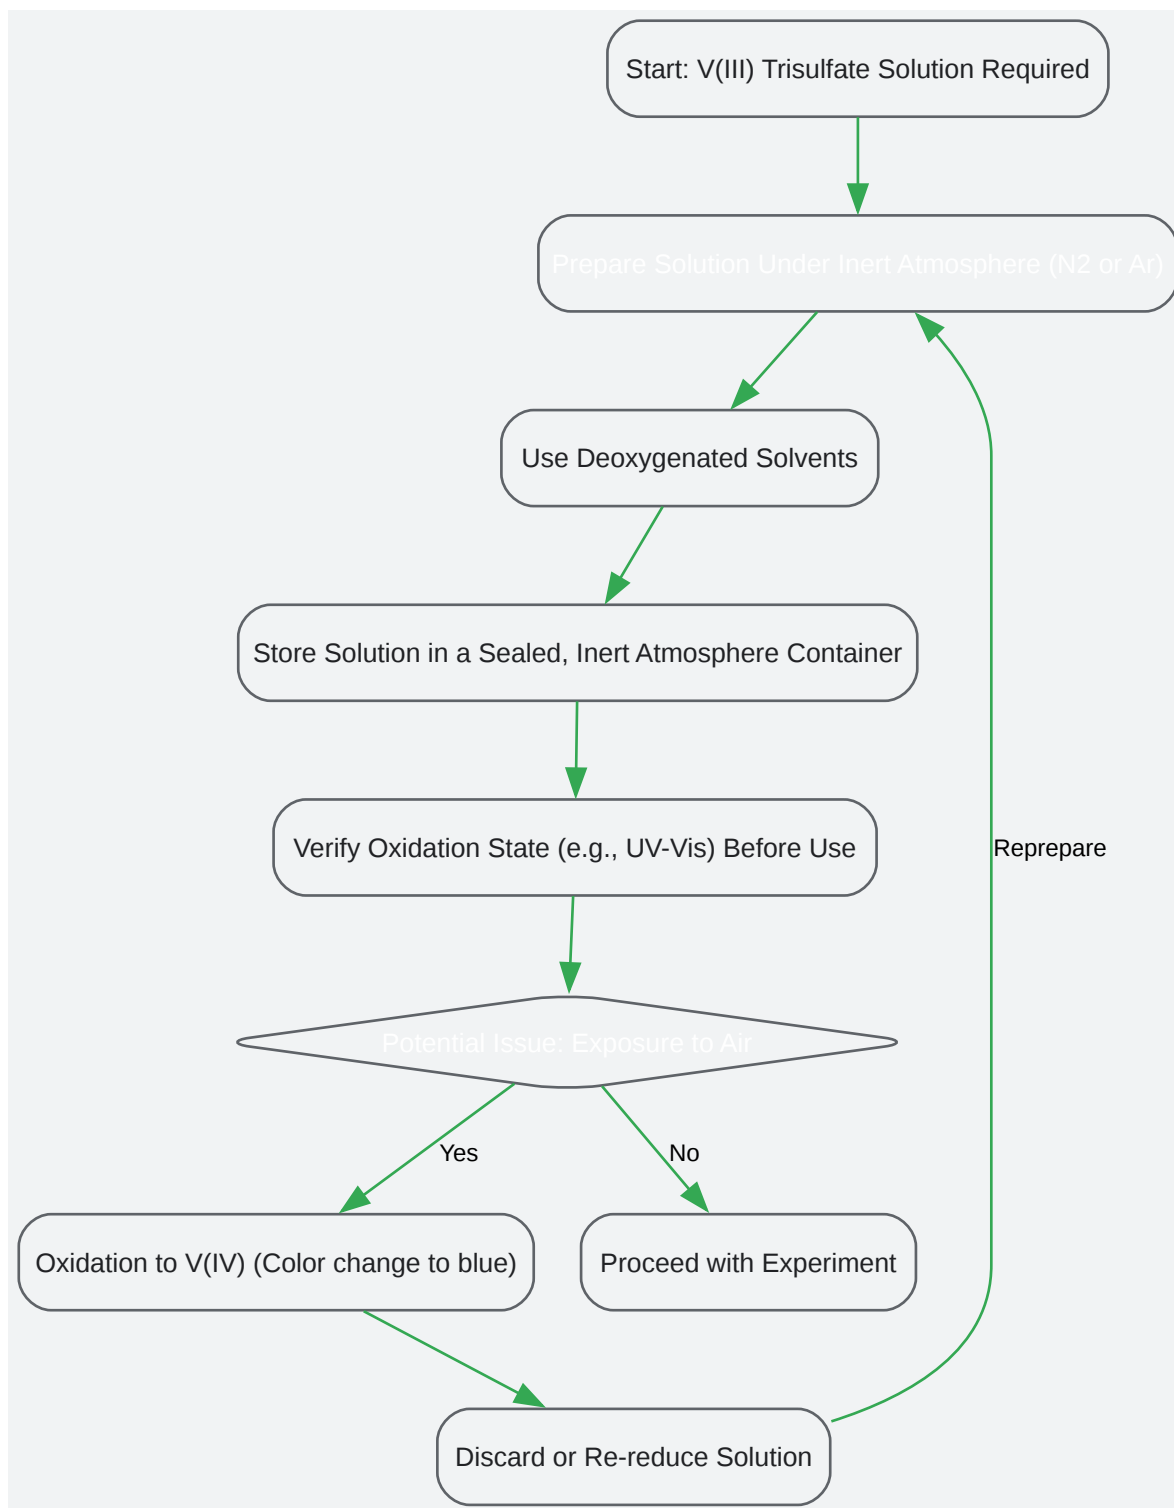 Start: V(III) Trisulfate Solution Required
Prepare Solution Under Inert Atmosphere (N2 or Ar)
Use Deoxygenated Solvents
Store Solution in a Sealed, Inert Atmosphere Container
Verify Oxidation State (e.g., UV-Vis) Before Use
Reprepare
Potential Issue: Exposure to Air
Yes
No
Oxidation to V(IV) (Color change to blue)
Proceed with Experiment
Discard or Re-reduce Solution